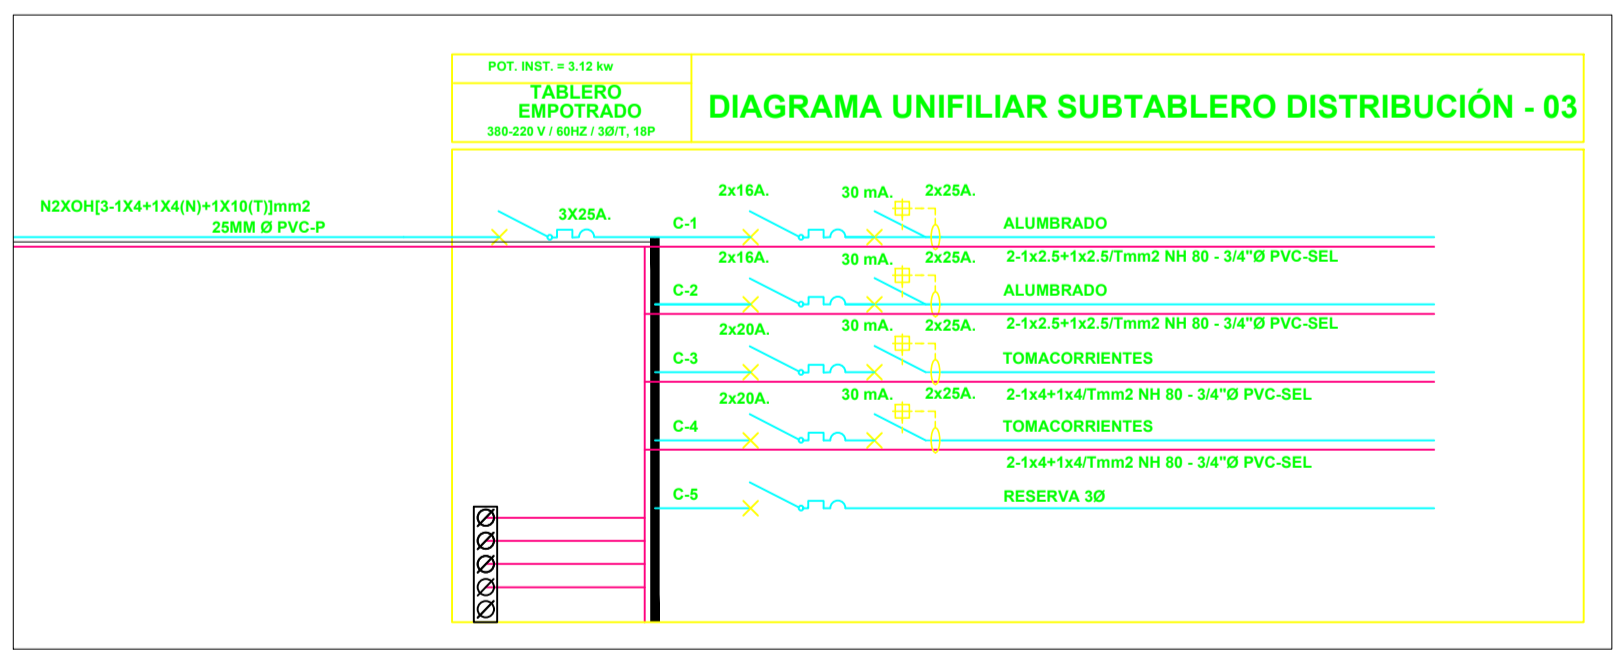 POT. INST. = 3.12 kw
TABLERO
EMPOTRADO
380-220 V / 60HZ / 3Ø/T, 18P
DIAGRAMA UNIFILIAR SUBTABLERO DISTRIBUCIÓN - 03
N2XOH[3-1X4+1X4(N)+1X10(T)]mm2
25MM Ø PVC-P
3X25A.
C-1
2x16A.
30 mA.
2x25A.
ALUMBRADO
2-1x2.5+1x2.5/Tmm2 NH 80 - 3/4"Ø PVC-SEL
C-2
2x16A.
30 mA.
2x25A.
ALUMBRADO
2-1x2.5+1x2.5/Tmm2 NH 80 - 3/4"Ø PVC-SEL
C-3
2x20A.
30 mA.
2x25A.
TOMACORRIENTES
2-1x4+1x4/Tmm2 NH 80 - 3/4"Ø PVC-SEL
C-4
2x20A.
30 mA.
2x25A.
TOMACORRIENTES
2-1x4+1x4/Tmm2 NH 80 - 3/4"Ø PVC-SEL
C-5
RESERVA 3Ø